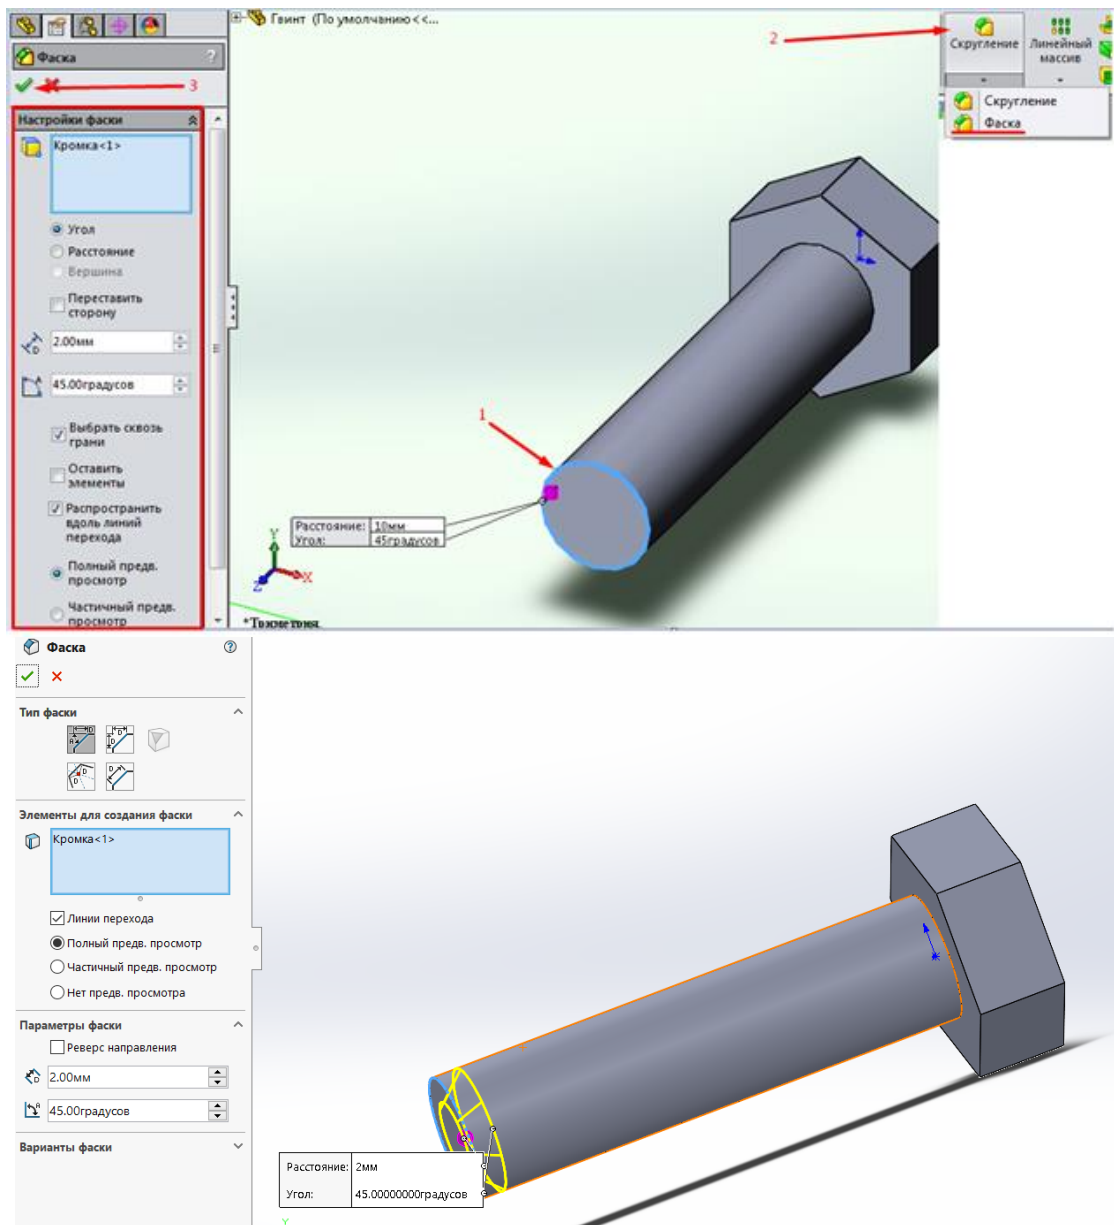 Гвинт (По умолчанию<<...
2
Скругление
Линейный
массив
Скругление
Фаска
Фаска
?
3
Настройки фаски
Кромка<1>
Угол
Расстояние
Вершина
Переставить
сторону
2.00мм
45.00градусов
Выбрать сквозь
грани
Оставить
элементы
Распространить
вдоль линий
перехода
Полный предв.
просмотр
Частичный предв.
просмотр
1
Расстояние: 10мм
Угол: 45градусов
Y
X
Z
Фаска
?
Тип фаски
Элементы для создания фаски
Кромка<1>
Линии перехода
Полный предв. просмотр
Частичный предв. просмотр
Нет предв. просмотра
Параметры фаски
Реверс направления
2.00мм
45.00градусов
Варианты фаски
Расстояние: 2мм
Угол: 45.00000000градусов
Y